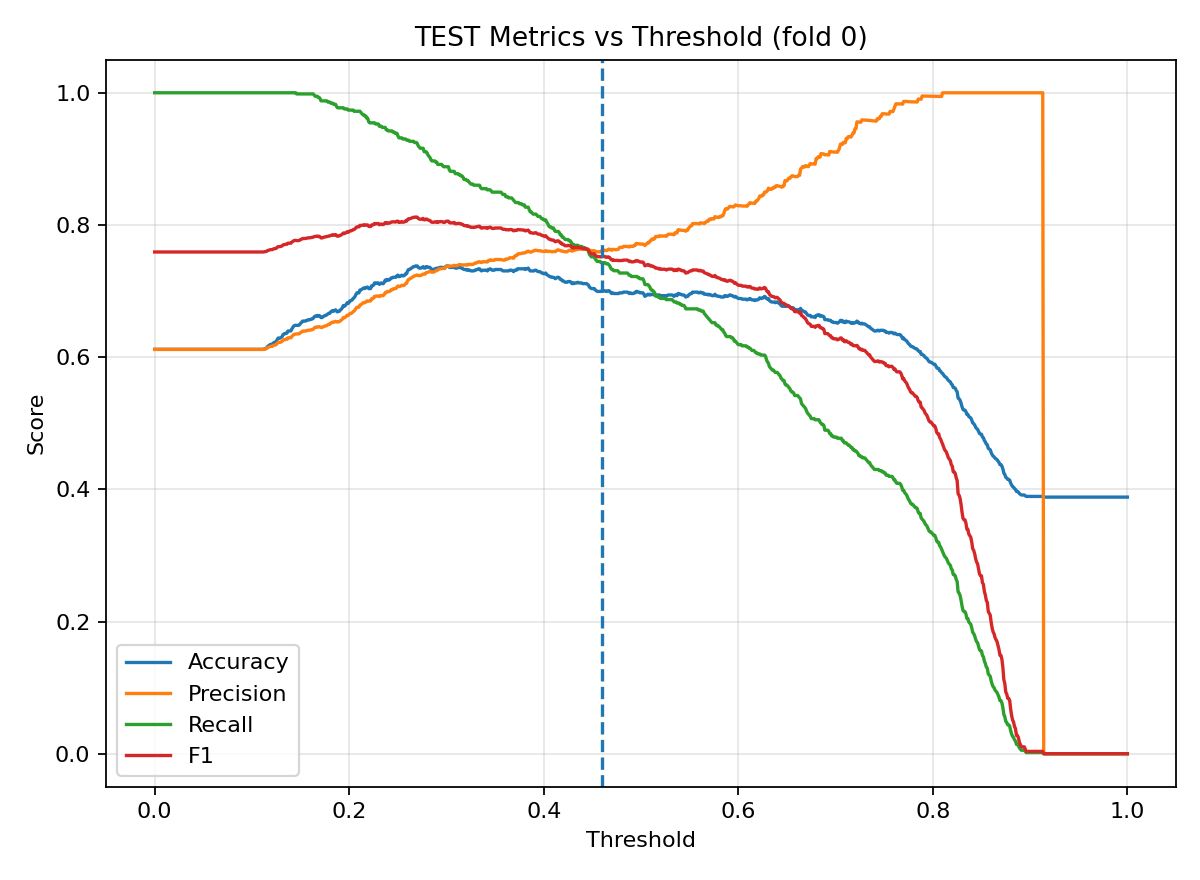 TEST Metrics vs Threshold (fold 0)
Score
1.0
0.8
0.6
0.4
0.2
0.0
Accuracy
Precision
Recall
F1
0.0 0.2 0.4 0.6 0.8 1.0
Threshold